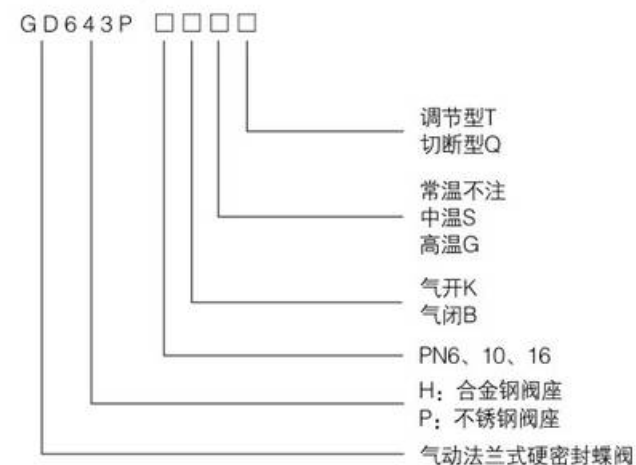 GD643P □□□□
调节型T
切断型Q
常温不注
中温S
高温G
气开K
气闭B
PN6、10、16
H：合金钢阀座
P：不锈钢阀座
气动法兰式硬密封蝶阀